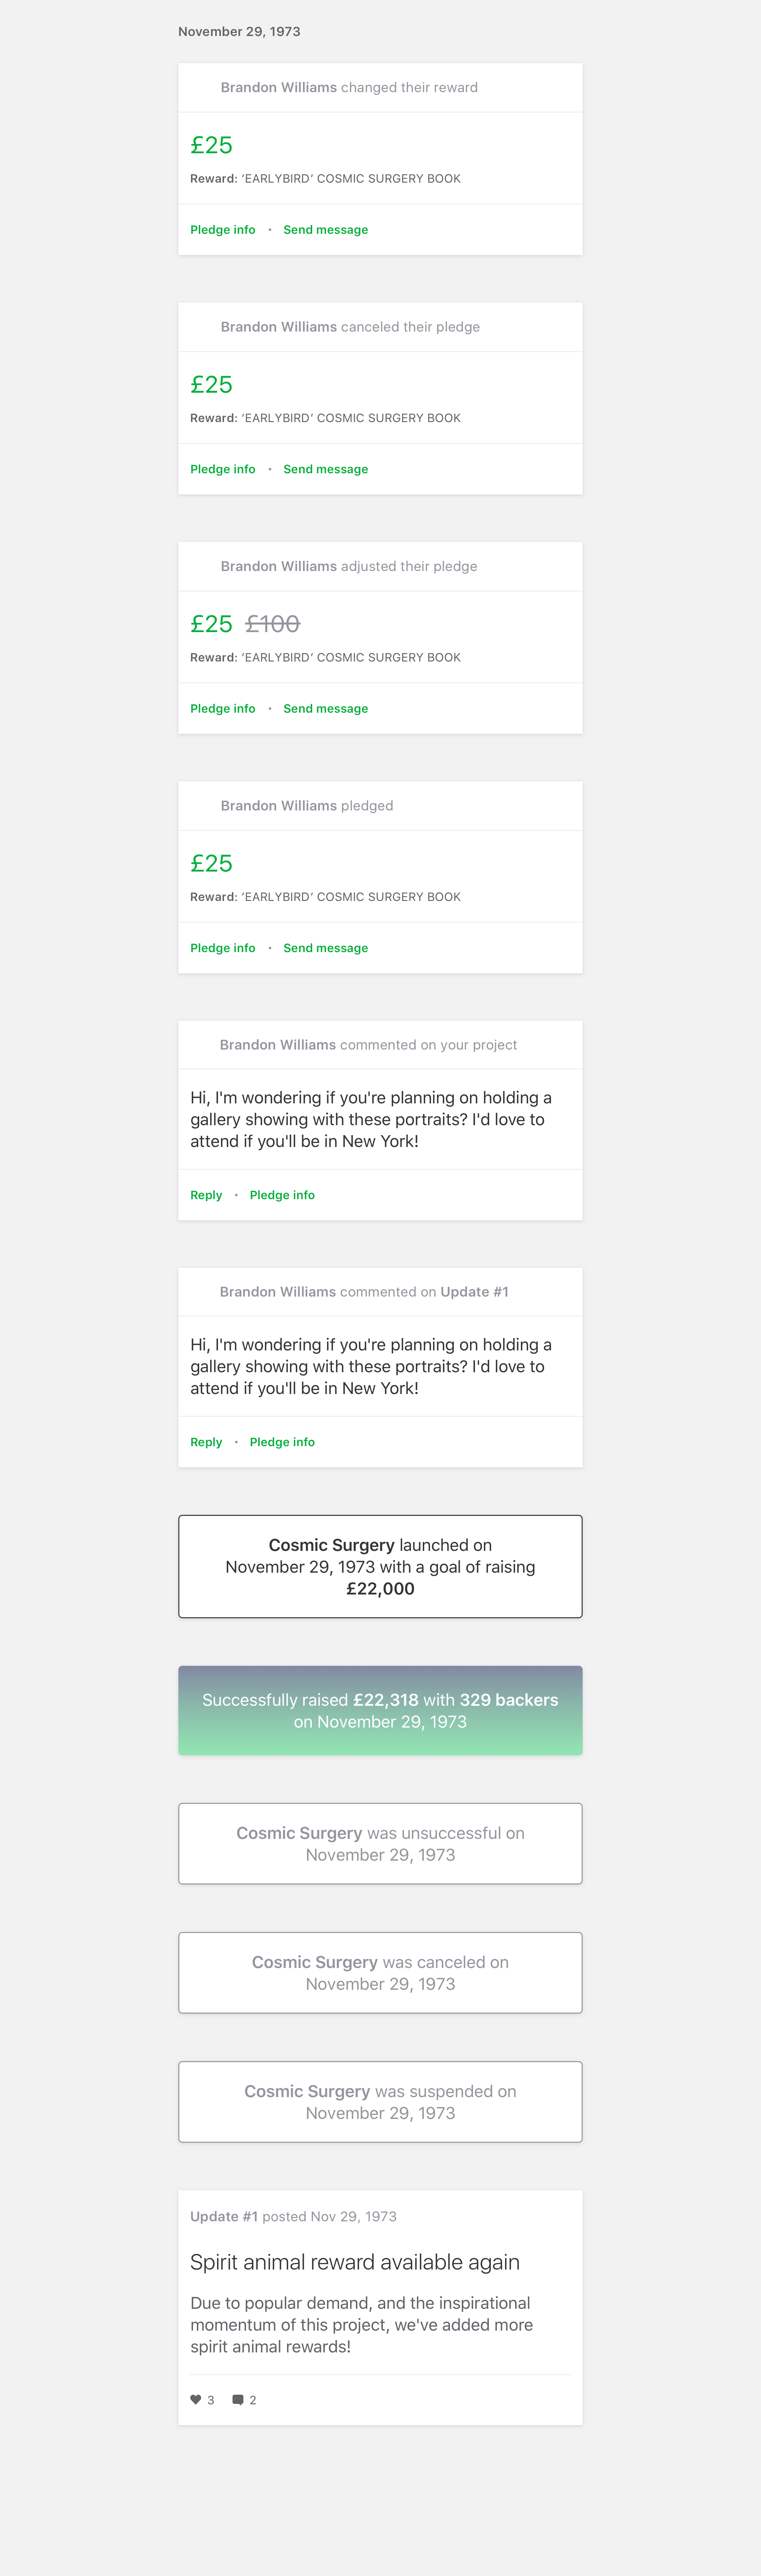 November 29, 1973
Brandon Williams changed their reward
£25
Reward: ‘EARLYBIRD’ COSMIC SURGERY BOOK
Pledge info • Send message
Brandon Williams canceled their pledge
£25
Reward: ‘EARLYBIRD’ COSMIC SURGERY BOOK
Pledge info • Send message
Brandon Williams adjusted their pledge
£25 £100
Reward: ‘EARLYBIRD’ COSMIC SURGERY BOOK
Pledge info • Send message
Brandon Williams pledged
£25
Reward: ‘EARLYBIRD’ COSMIC SURGERY BOOK
Pledge info • Send message
Brandon Williams commented on your project
Hi, I'm wondering if you're planning on holding a
gallery showing with these portraits? I'd love to
attend if you'll be in New York!
Reply • Pledge info
Brandon Williams commented on Update #1
Hi, I'm wondering if you're planning on holding a
gallery showing with these portraits? I'd love to
attend if you'll be in New York!
Reply • Pledge info
Cosmic Surgery launched on
November 29, 1973 with a goal of raising
£22,000
Successfully raised £22,318 with 329 backers
on November 29, 1973
Cosmic Surgery was unsuccessful on
November 29, 1973
Cosmic Surgery was canceled on
November 29, 1973
Cosmic Surgery was suspended on
November 29, 1973
Update #1 posted Nov 29, 1973
Spirit animal reward available again
Due to popular demand, and the inspirational
momentum of this project, we've added more
spirit animal rewards!
3 2